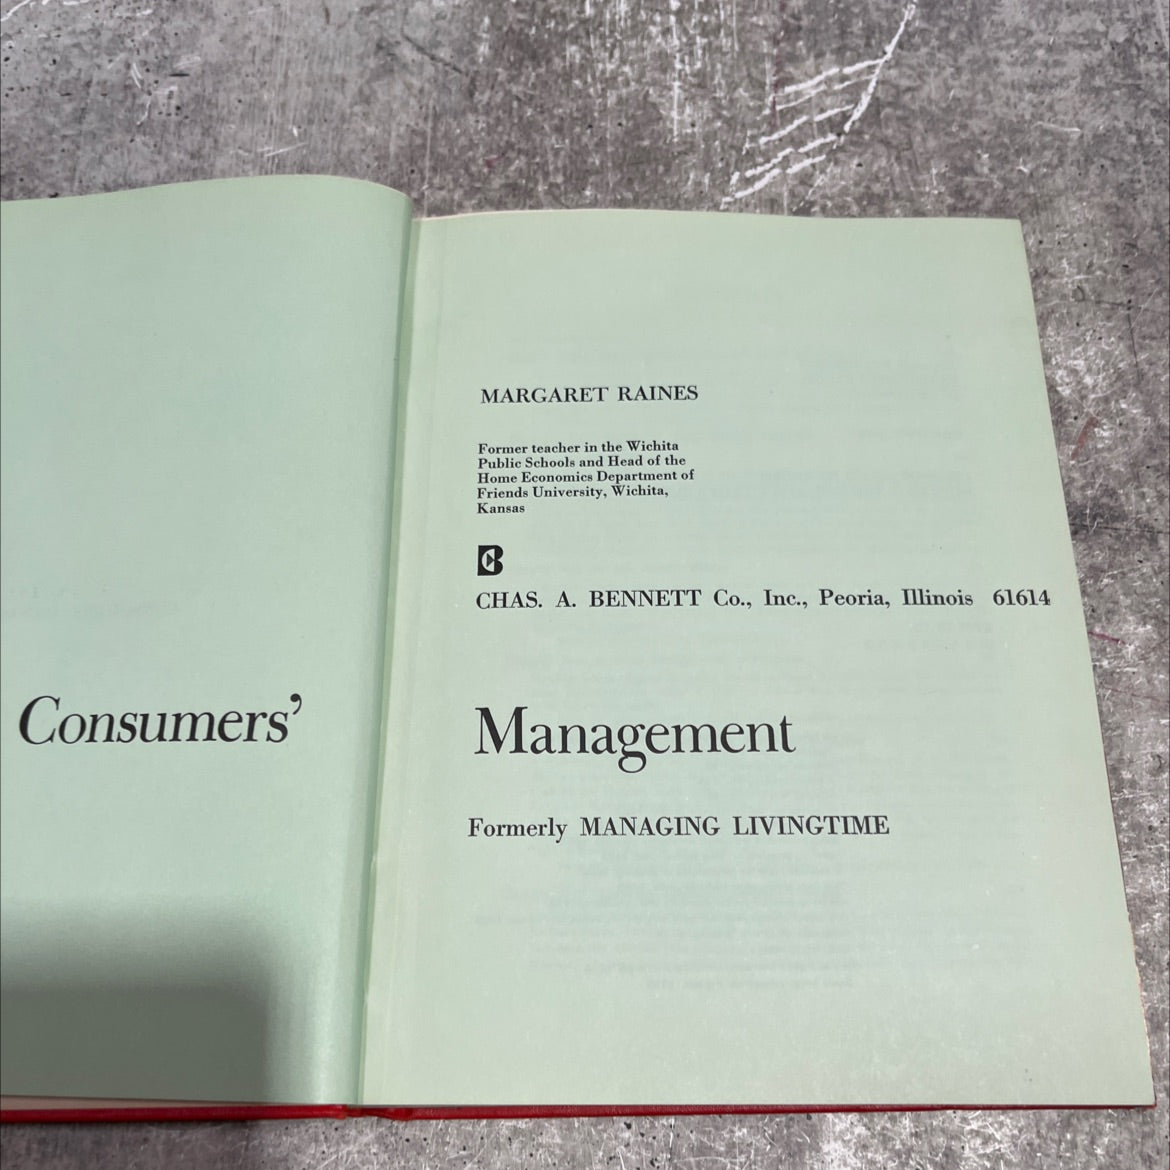 MARGARET RAINES
Former teacher in the Wichita
Public Schools and Head of the
Home Economics Department of
Friends University, Wichita,
Kansas
CHAS. A. BENNETT Co., Inc., Peoria, Illinois 61614
Consumers’ Management
Formerly MANAGING LIVINGTIME